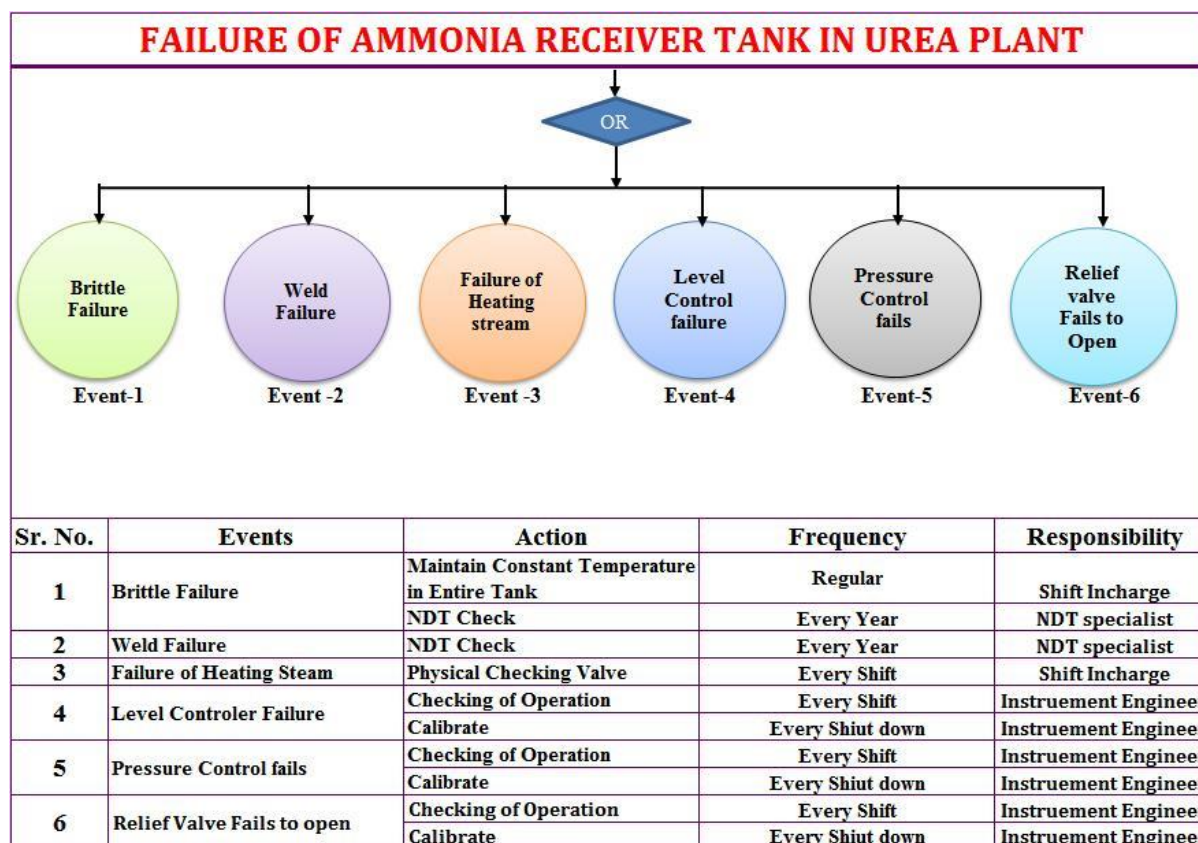 FAILURE OF AMMONIA RECEIVER TANK IN UREA PLANT
OR
Brittle
Failure
Weld
Failure
Failure of
Heating
stream
Level
Control
failure
Pressure
Control
fails
Relief
valve
Fails to
Open
Event-1
Event -2
Event -3
Event-4
Event-5
Event-6
Sr. No. Events Action Frequency Responsibility
1 Brittle Failure Maintain Constant Temperature
in Entire Tank Regular Shift Incharge
NDT Check Every Year NDT specialist
2 Weld Failure NDT Check Every Year NDT specialist
3 Failure of Heating Steam Physical Checking Valve Every Shift Shift Incharge
4 Level Controler Failure Checking of Operation Every Shift Instruement Enginee
Calibrate Every Shiut down Instruement Enginee
5 Pressure Control fails Checking of Operation Every Shift Instruement Enginee
Calibrate Every Shiut down Instruement Enginee
6 Relief Valve Fails to open Checking of Operation Every Shift Instruement Enginee
Calibrate Every Shiut down Instruement Enginee